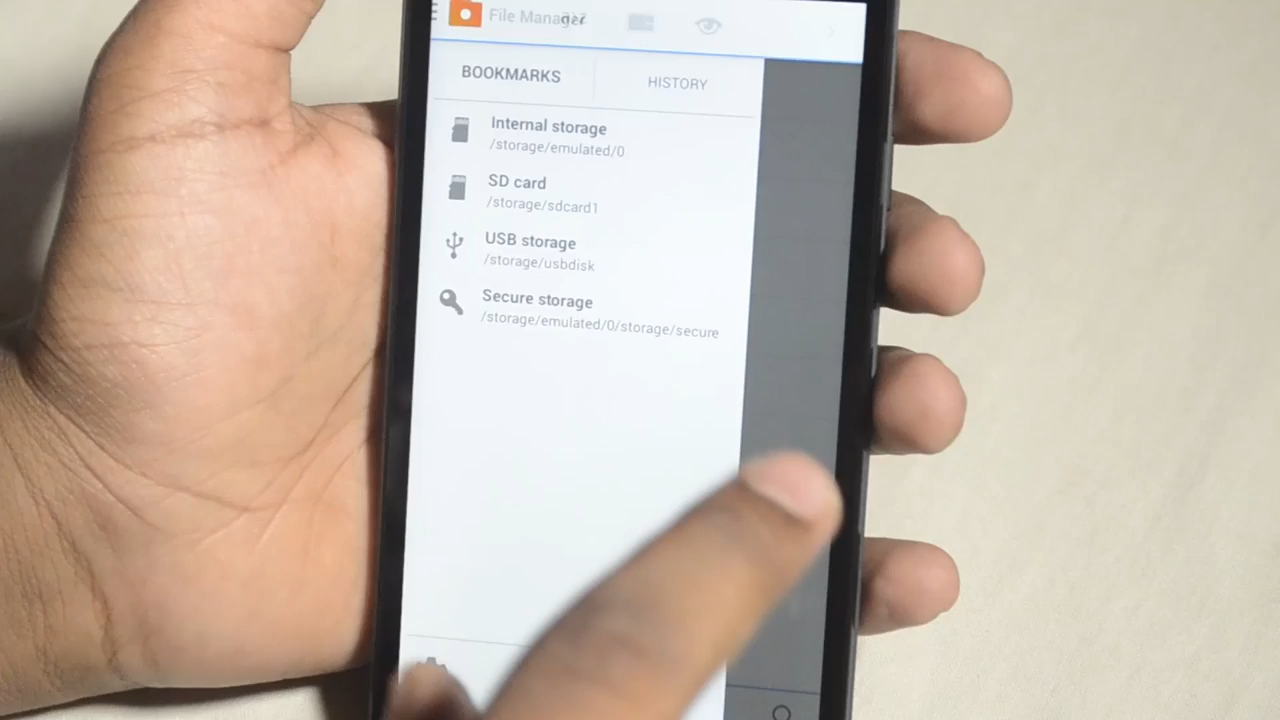 File Manager
BOOKMARKS
HISTORY
Internal storage
/storage/emulated/0
SD card
/storage/sdcard1
USB storage
/storage/usbdisk
Secure storage
/storage/emulated/0/storage/secure